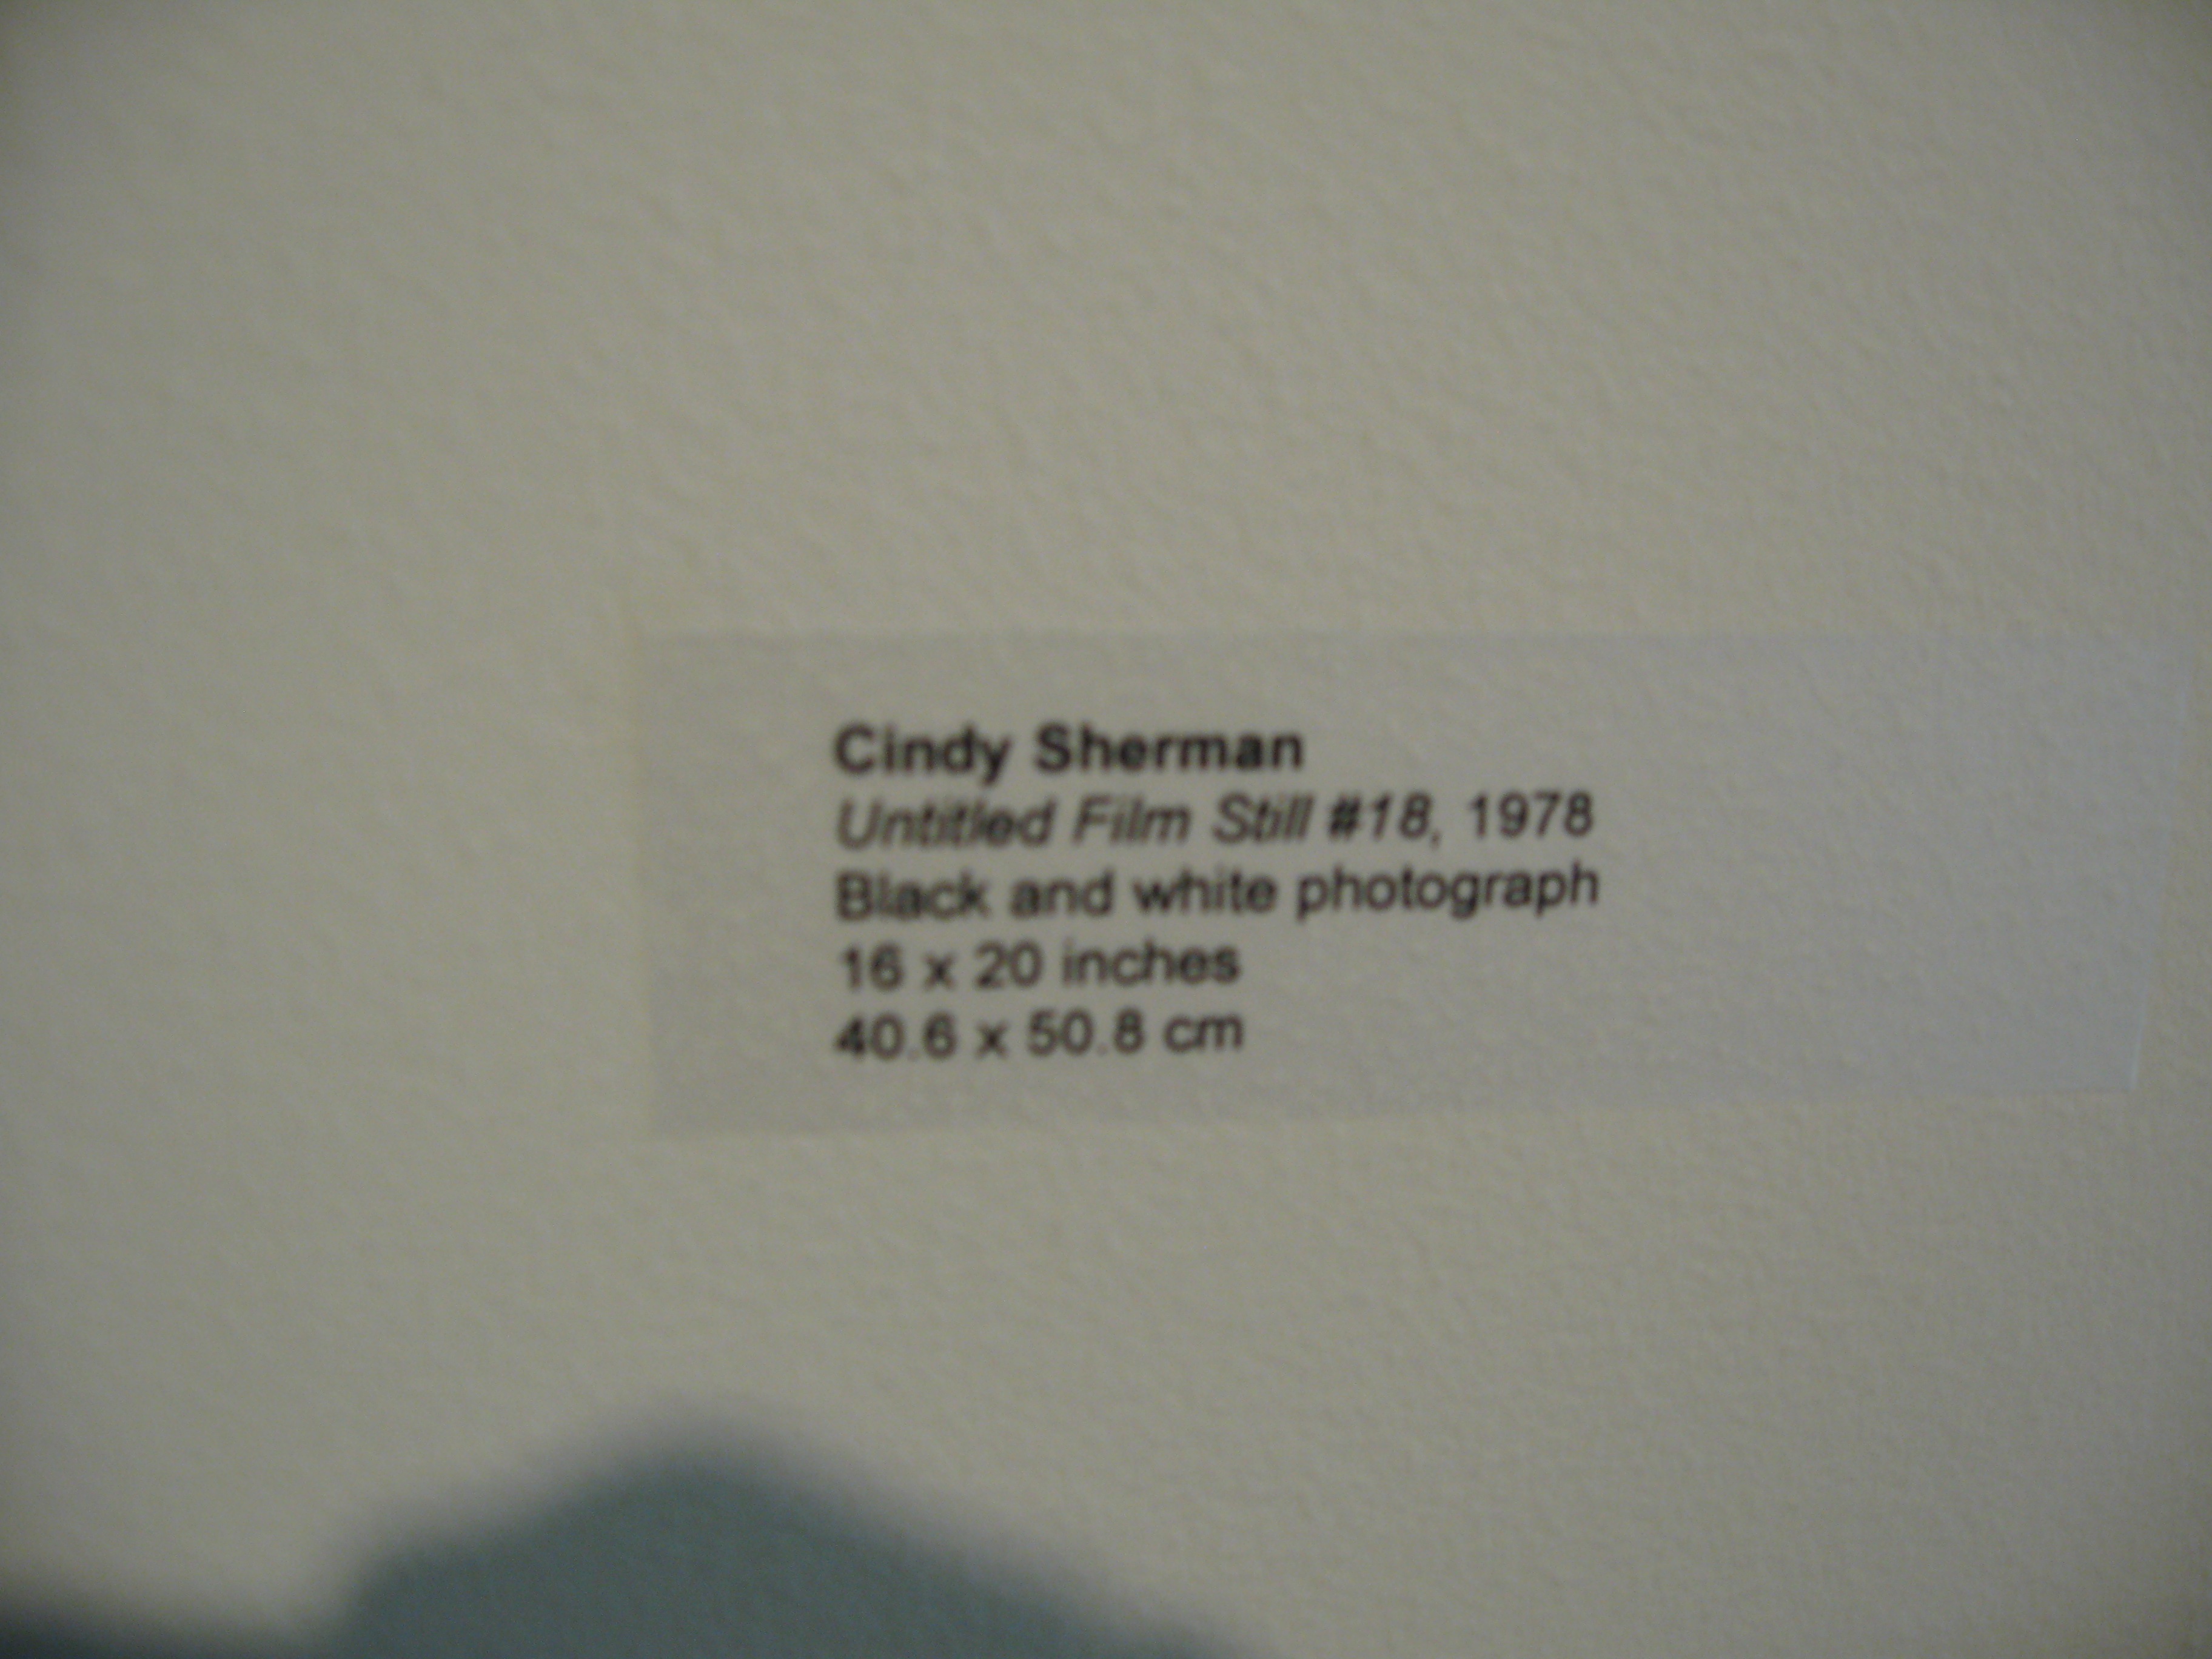 Cindy Sherman
Untitled Film Still #18, 1978
Black and white photograph
16 x 20 inches
40.6 x 50.8 cm